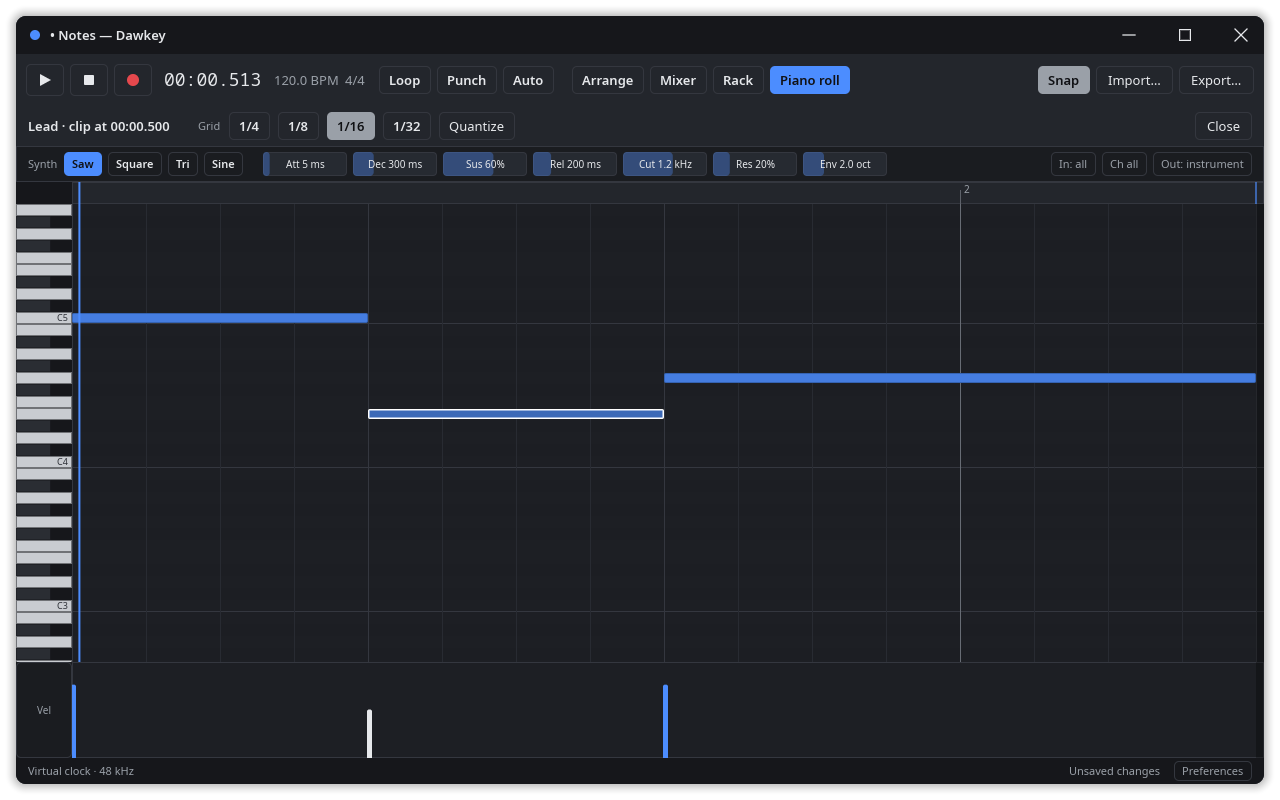 • Notes — Dawkey
00:00.513 120.0 BPM 4/4 Loop Punch Auto Arrange Mixer Rack Piano roll Snap Import... Export...
Lead · clip at 00:00.500 Grid 1/4 1/8 1/16 1/32 Quantize Close
Synth Saw Square Tri Sine Att 5 ms Dec 300 ms Sus 60% Rel 200 ms Cut 1.2 kHz Res 20% Env 2.0 oct In: all Ch all Out: instrument
2
C5
C4
C3
Vel
Virtual clock · 48 kHz Unsaved changes Preferences